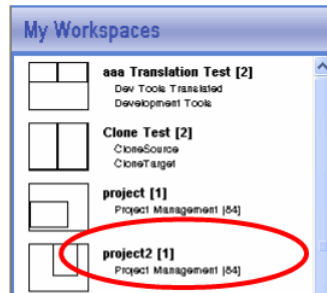 My Workspaces
aaa Translation Test [2]
Dev Tools Translated
Development Tools
Clone Test [2]
CloneSource
CloneTarget
project [1]
Project Management [84]
project2 [1]
Project Management [84]